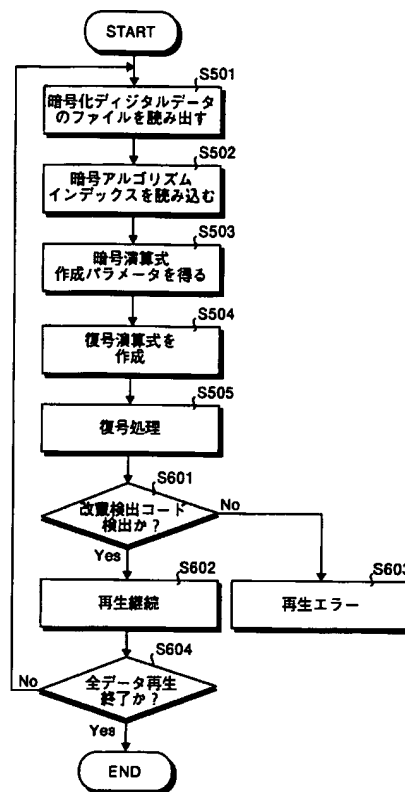 START
S501
暗号化ディジタルデータ
のファイルを読み出す
S502
暗号アルゴリズム
インデックスを読み込む
S503
暗号演算式
作成パラメータを得る
S504
復号演算式を
作成
S505
復号処理
S601
改竄検出コード
検出か?
No
Yes
S602
再生継続
S603
再生エラー
S604
全データ再生
終了か?
No
Yes
END